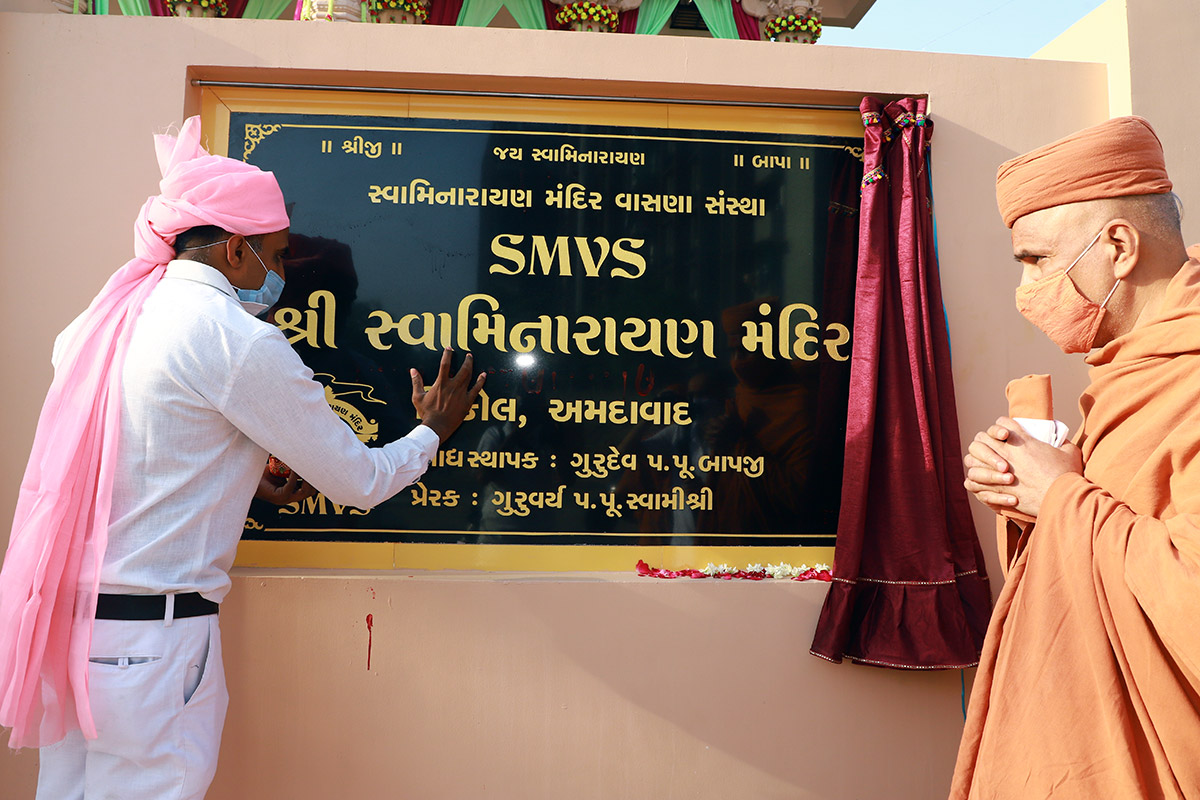 ॥ શ્રીજી ॥ જય સ્વામિનારાયણ ॥ બાપા ॥
સ્વામિનારાયણ મંદિર વાસણા સંસ્થા
SMVS
શ્રી સ્વામિનારાયણ મંદિર
અમદાવાદ
: ગુરુદેવ પ.પૂ. બાપજી
પ્રેરક : ગુરુવર્ય પ.પૂ. સ્વામીશ્રી
SMVS